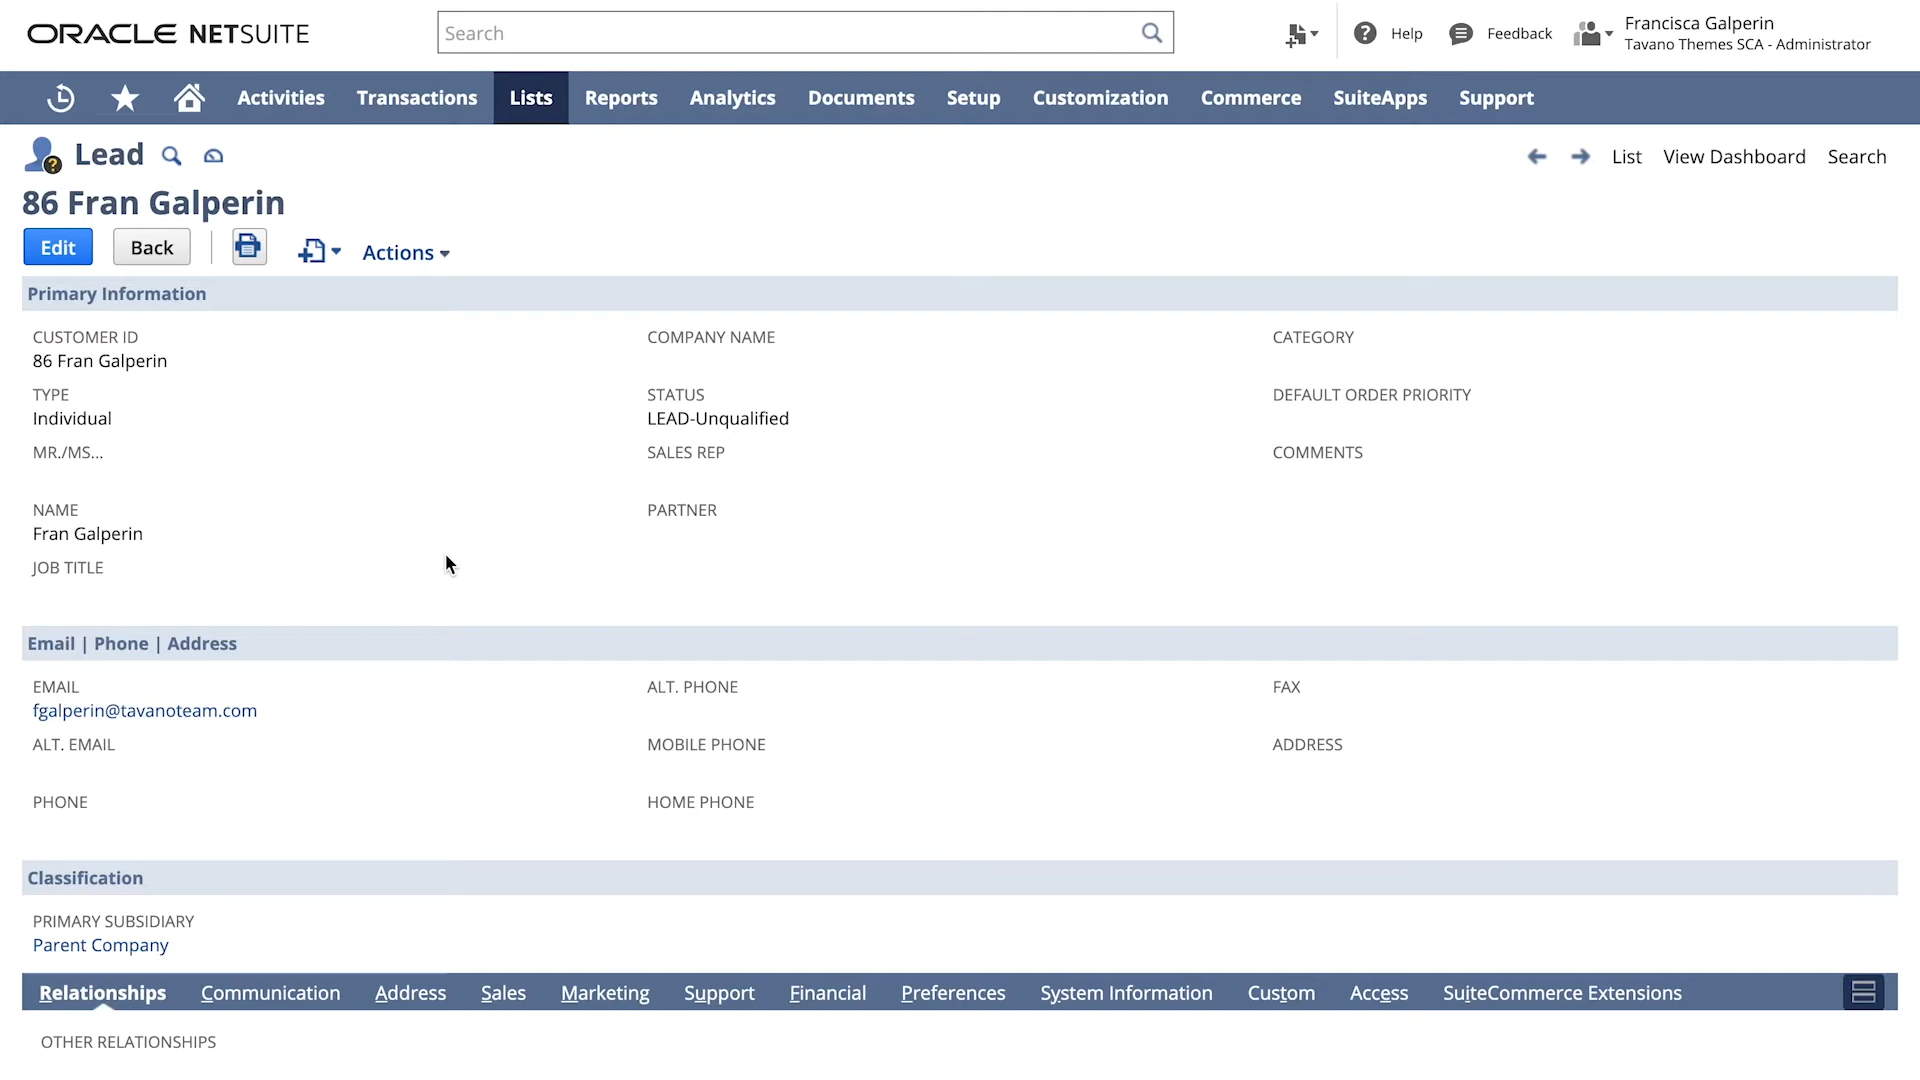 ORACLE NETSUITE
Search
Help
Feedback
Francisca Galperin
Tavano Themes SCA - Administrator
Activities Transactions Lists Reports Analytics Documents Setup Customization Commerce SuiteApps Support
Lead
List View Dashboard Search
86 Fran Galperin
Edit Back Actions
Primary Information
CUSTOMER ID
86 Fran Galperin
TYPE
Individual
MR./MS...
NAME
Fran Galperin
JOB TITLE
COMPANY NAME
STATUS
LEAD-Unqualified
SALES REP
PARTNER
CATEGORY
DEFAULT ORDER PRIORITY
COMMENTS
Email | Phone | Address
EMAIL
fgalperin@tavanoteam.com
ALT. EMAIL
PHONE
ALT. PHONE
MOBILE PHONE
HOME PHONE
FAX
ADDRESS
Classification
PRIMARY SUBSIDIARY
Parent Company
Relationships Communication Address Sales Marketing Support Financial Preferences System Information Custom Access SuiteCommerce Extensions
OTHER RELATIONSHIPS